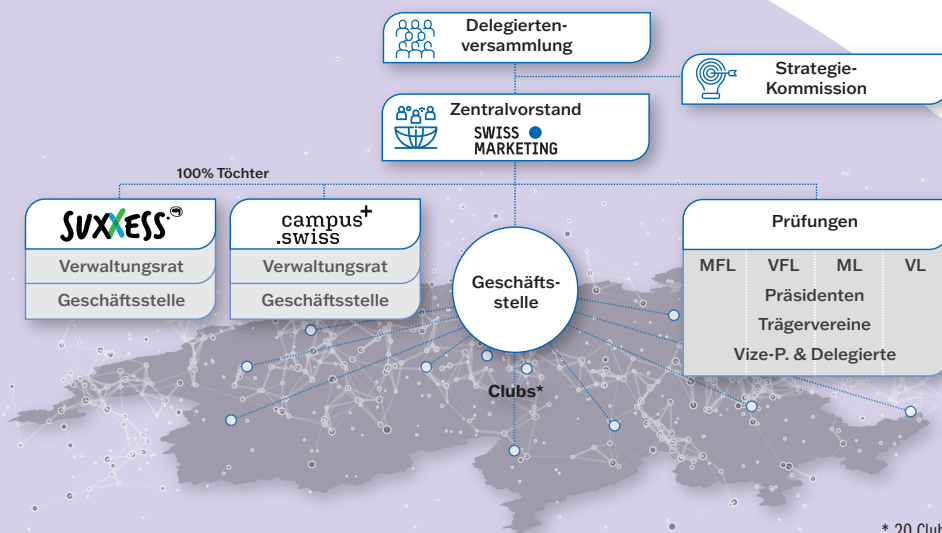 Delegierten-
versammlung
Strategie-
Kommission
Zentralvorstand
SWISS
MARKETING
100% Töchter
SUXXESS
campus+
.swiss
Prüfungen
Verwaltungsrat
Geschäftsstelle
Verwaltungsrat
Geschäftsstelle
Geschäfts-
stelle
MFL VFL ML VL
Präsidenten
Trägervereine
Vize-P. & Delegierte
Clubs*
* 20 Club